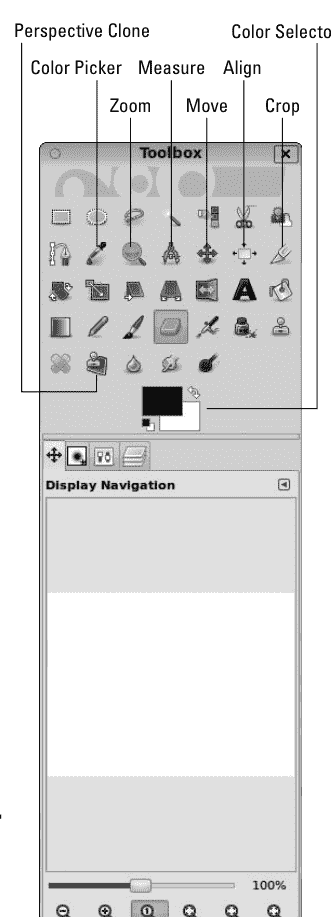 Perspective Clone Color Selecto
Color Picker Measure Align
Zoom Move Crop
Toolbox
Display Navigation
100%